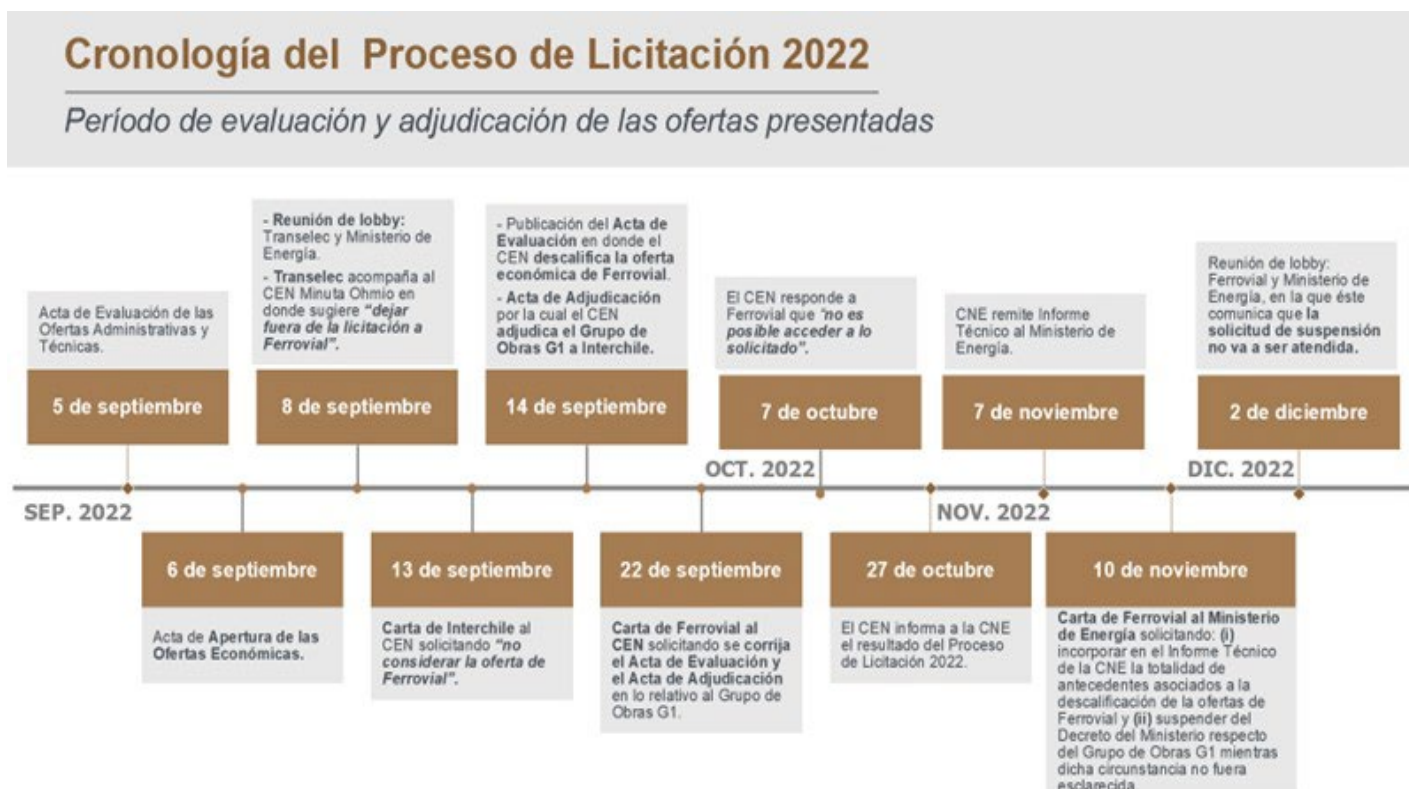 Cronología del Proceso de Licitación 2022
Período de evaluación y adjudicación de las ofertas presentadas
Acta de Evaluación de las
Ofertas Administrativas y
Técnicas.
5 de septiembre
- Reunión de lobby:
Transelec y Ministerio de
Energía.
- Transelec acompaña al
CEN Minuta Ohmio en
donde sugiere "dejar
fuera de la licitación a
Ferrovial".
8 de septiembre
- Publicación del Acta de
Evaluación en donde el
CEN descalifica la oferta
económica de Ferrovial.
- Acta de Adjudicación
por la cual el CEN
adjudica el Grupo de
Obras G1 a Interchile.
14 de septiembre
El CEN responde a
Ferrovial que "no es
posible acceder a lo
solicitado".
7 de octubre
CNE remite Informe
Técnico al Ministerio de
Energía.
7 de noviembre
Reunión de lobby:
Ferrovial y Ministerio de
Energía, en la que éste
comunica que la
solicitud de suspensión
no va a ser atendida.
2 de diciembre
SEP. 2022
OCT. 2022
NOV. 2022
DIC. 2022
6 de septiembre
Acta de Apertura de las
Ofertas Económicas.
13 de septiembre
Carta de Interchile al
CEN solicitando "no
considerar la oferta de
Ferrovial".
22 de septiembre
Carta de Ferrovial al
CEN solicitando se corrija
el Acta de Evaluación y
el Acta de Adjudicación
en lo relativo al Grupo de
Obras G1.
27 de octubre
El CEN informa a la CNE
el resultado del Proceso
de Licitación 2022.
10 de noviembre
Carta de Ferrovial al Ministerio
de Energía solicitando: (i)
incorporar en el Informe Técnico
de la CNE la totalidad de
antecedentes asociados a la
descalificación de la ofertas de
Ferrovial y (ii) suspender del
Decreto del Ministerio respecto
del Grupo de Obras G1 mientras
dicha circunstancia no fuera
esclarecida